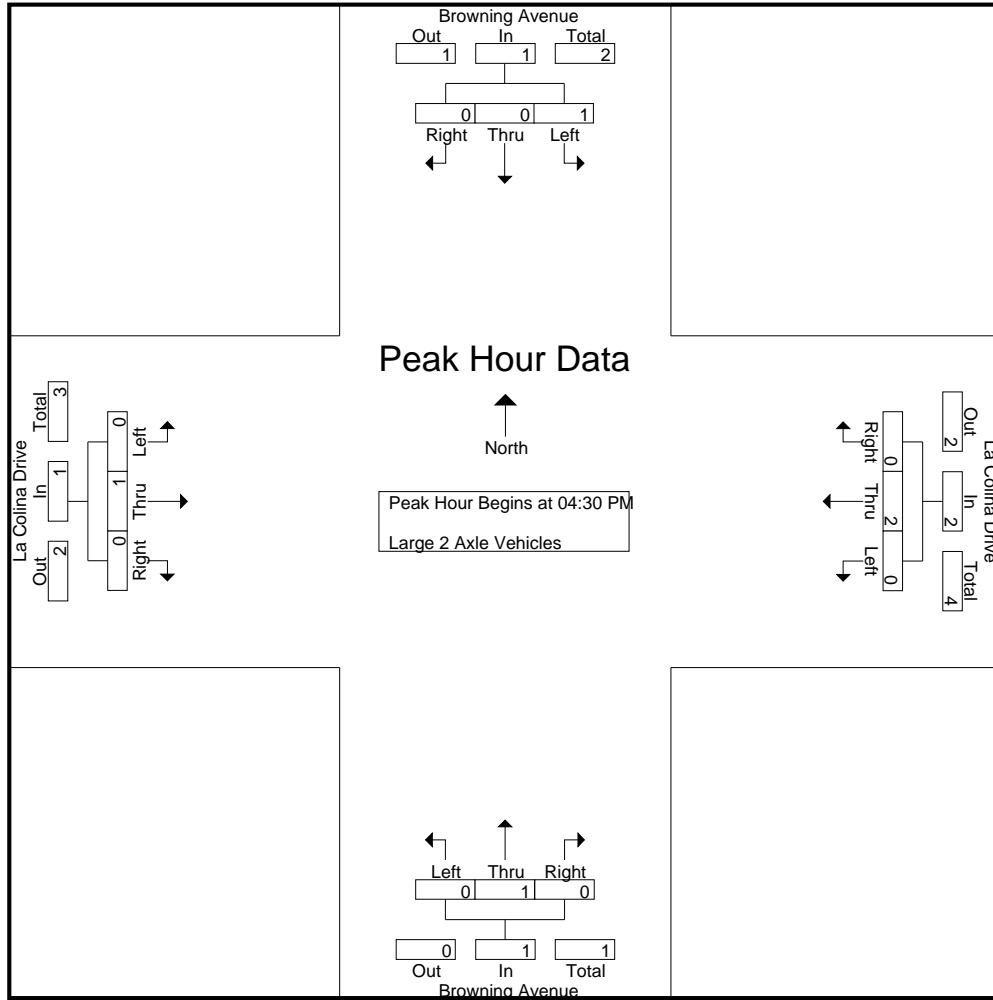 Browning Avenue
Out In Total
1 1 2
0 0 1
Right Thru Left
Peak Hour Data
North
Peak Hour Begins at 04:30 PM
Large 2 Axle Vehicles
La Colina Drive
Total In Out
3 1 2
0 1 0
Left Thru Right
La Colina Drive
Out In Total
2 2 4
0 2 0
Right Thru Left
Left Thru Right
0 1 0
0 1 1
Out In Total
Browning Avenue